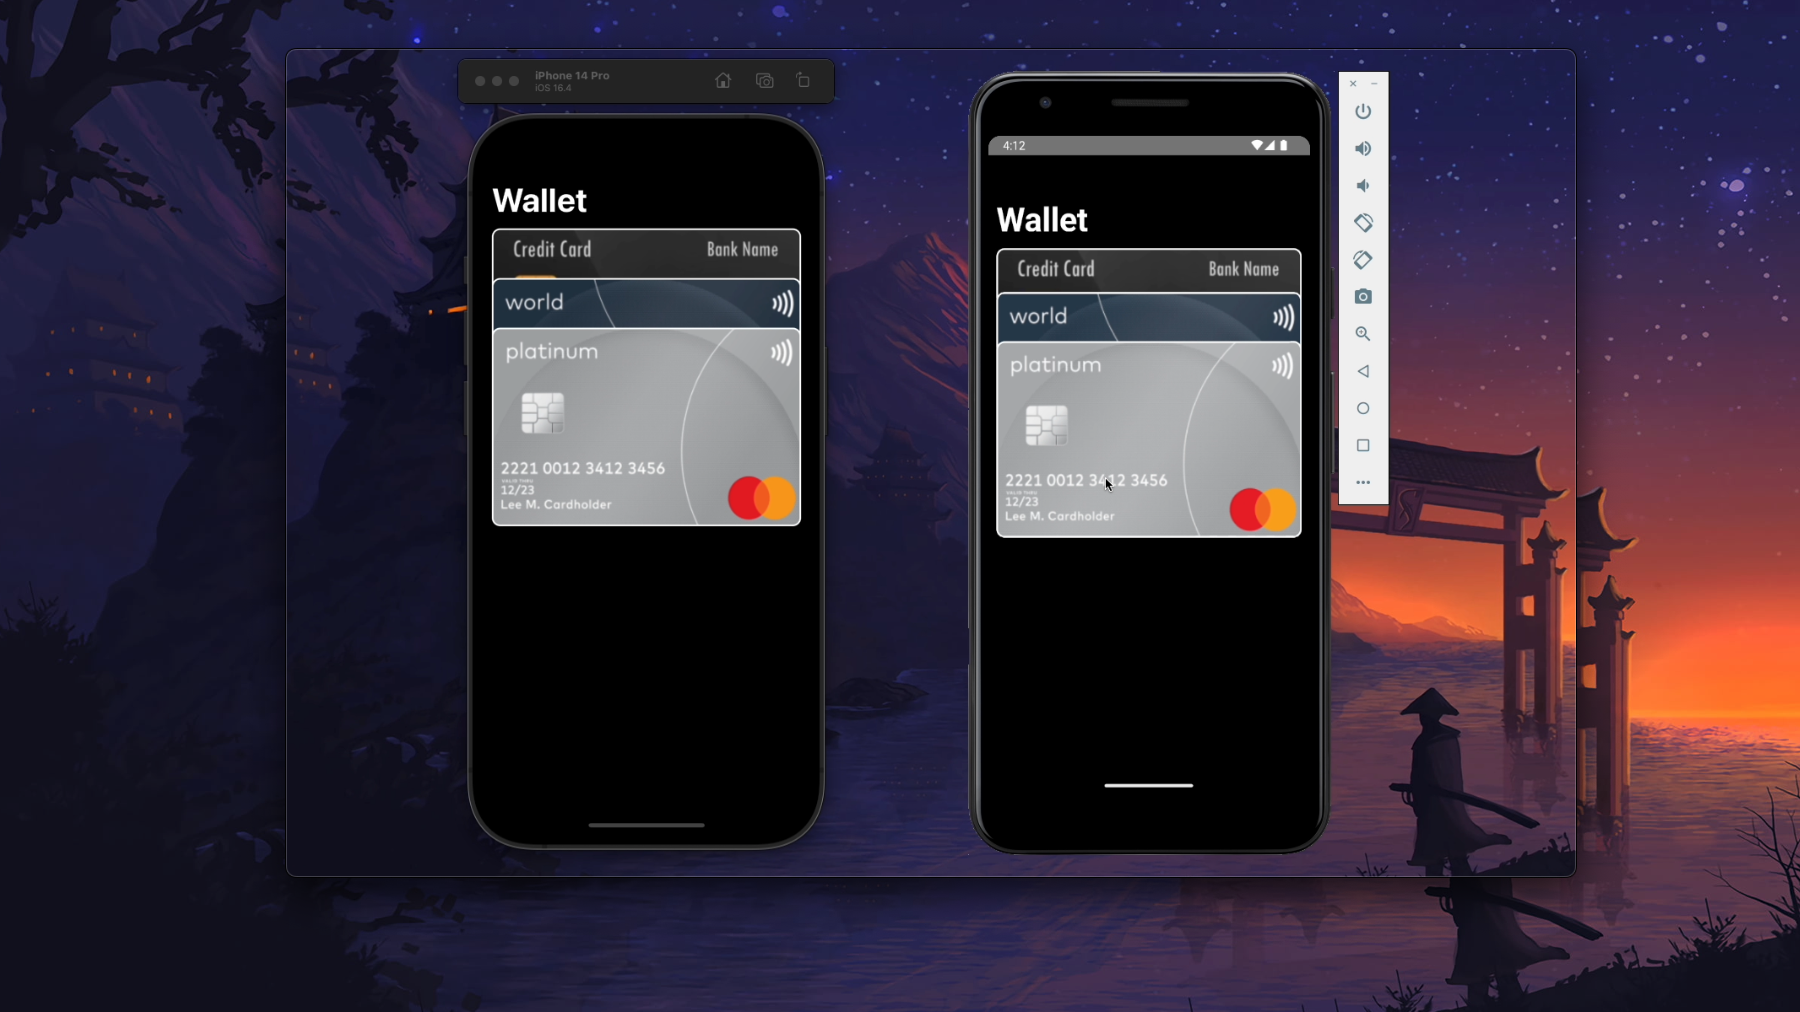 iPhone 14 Pro
iOS 16.4
Wallet
Credit Card Bank Name
world
platinum
2221 0012 3412 3456
VALID THRU
12/23
Lee M. Cardholder
4:12
Wallet
Credit Card Bank Name
world
platinum
2221 0012 3412 3456
VALID THRU
12/23
Lee M. Cardholder